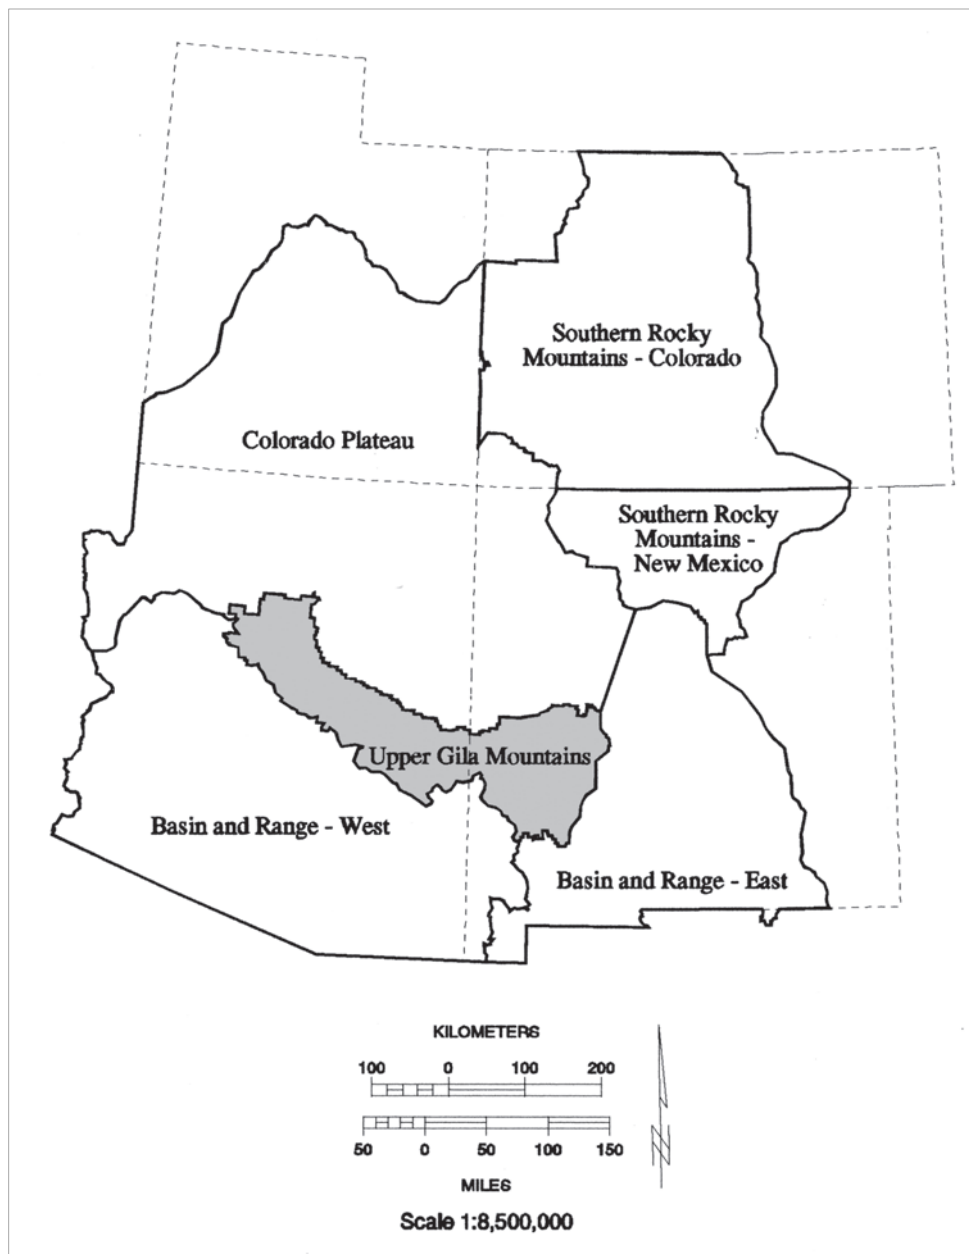 Southern Rocky
Mountains - Colorado
Colorado Plateau
Southern Rocky
Mountains -
New Mexico
Upper Gila Mountains
Basin and Range - West
Basin and Range - East
KILOMETERS
100 0 100 200
50 0 50 100 150
MILES
Scale 1:8,500,000
N